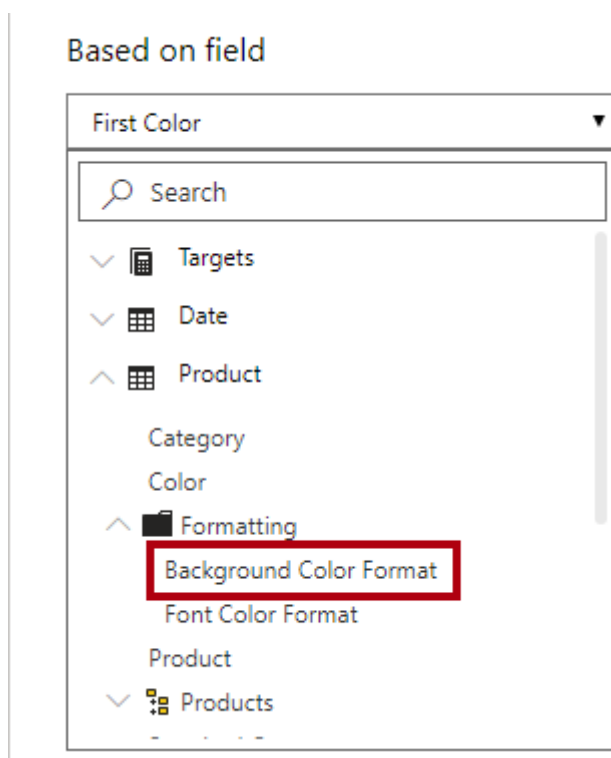 Based on field
First Color
Search
Targets
Date
Product
Category
Color
Formatting
Background Color Format
Font Color Format
Product
Products